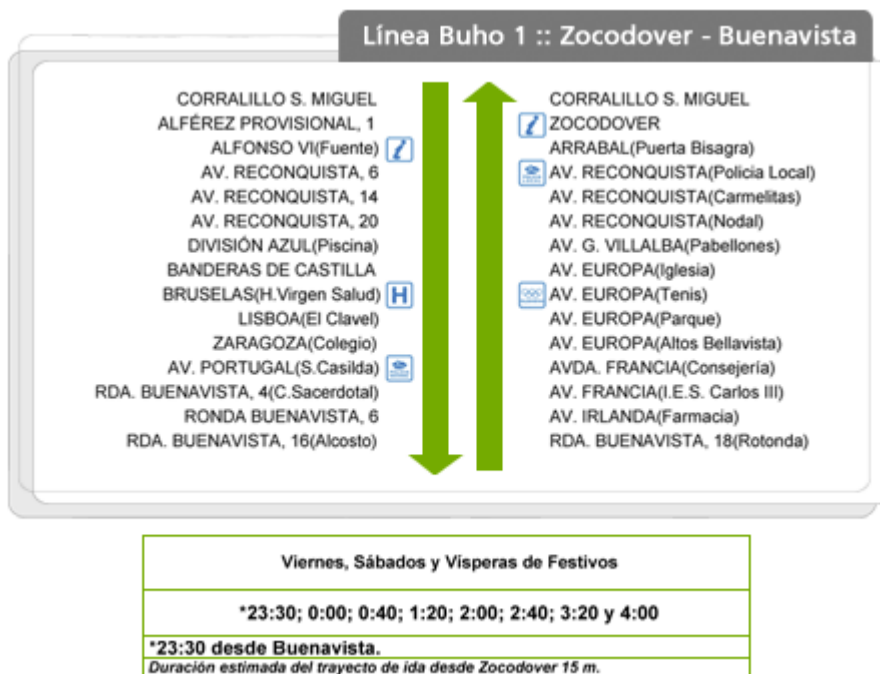 Línea Buho 1 :: Zocodover - Buenavista
CORRALILLO S. MIGUEL
ALFÉREZ PROVISIONAL, 1
ALFONSO VI(Fuente)
AV. RECONQUISTA, 6
AV. RECONQUISTA, 14
AV. RECONQUISTA, 20
DIVISIÓN AZUL(Piscina)
BANDERAS DE CASTILLA
BRUSELAS(H.Virgen Salud) H
LISBOA(El Clavel)
ZARAGOZA(Colegio)
AV. PORTUGAL(S.Casilda)
RDA. BUENAVISTA, 4(C.Sacerdotal)
RONDA BUENAVISTA, 6
RDA. BUENAVISTA, 16(Alcosto)
CORRALILLO S. MIGUEL
ZOCODOVER
ARRABAL(Puerta Bisagra)
AV. RECONQUISTA(Policia Local)
AV. RECONQUISTA(Carmelitas)
AV. RECONQUISTA(Nodal)
AV. G. VILLALBA(Pabellones)
AV. EUROPA(Iglesia)
AV. EUROPA(Tenis)
AV. EUROPA(Parque)
AV. EUROPA(Altos Bellavista)
AVDA. FRANCIA(Consejería)
AV. FRANCIA(I.E.S. Carlos III)
AV. IRLANDA(Farmacia)
RDA. BUENAVISTA, 18(Rotonda)
Viernes, Sábados y Vísperas de Festivos
*23:30; 0:00; 0:40; 1:20; 2:00; 2:40; 3:20 y 4:00
*23:30 desde Buenavista.
Duración estimada del trayecto de ida desde Zocodover 15 m.